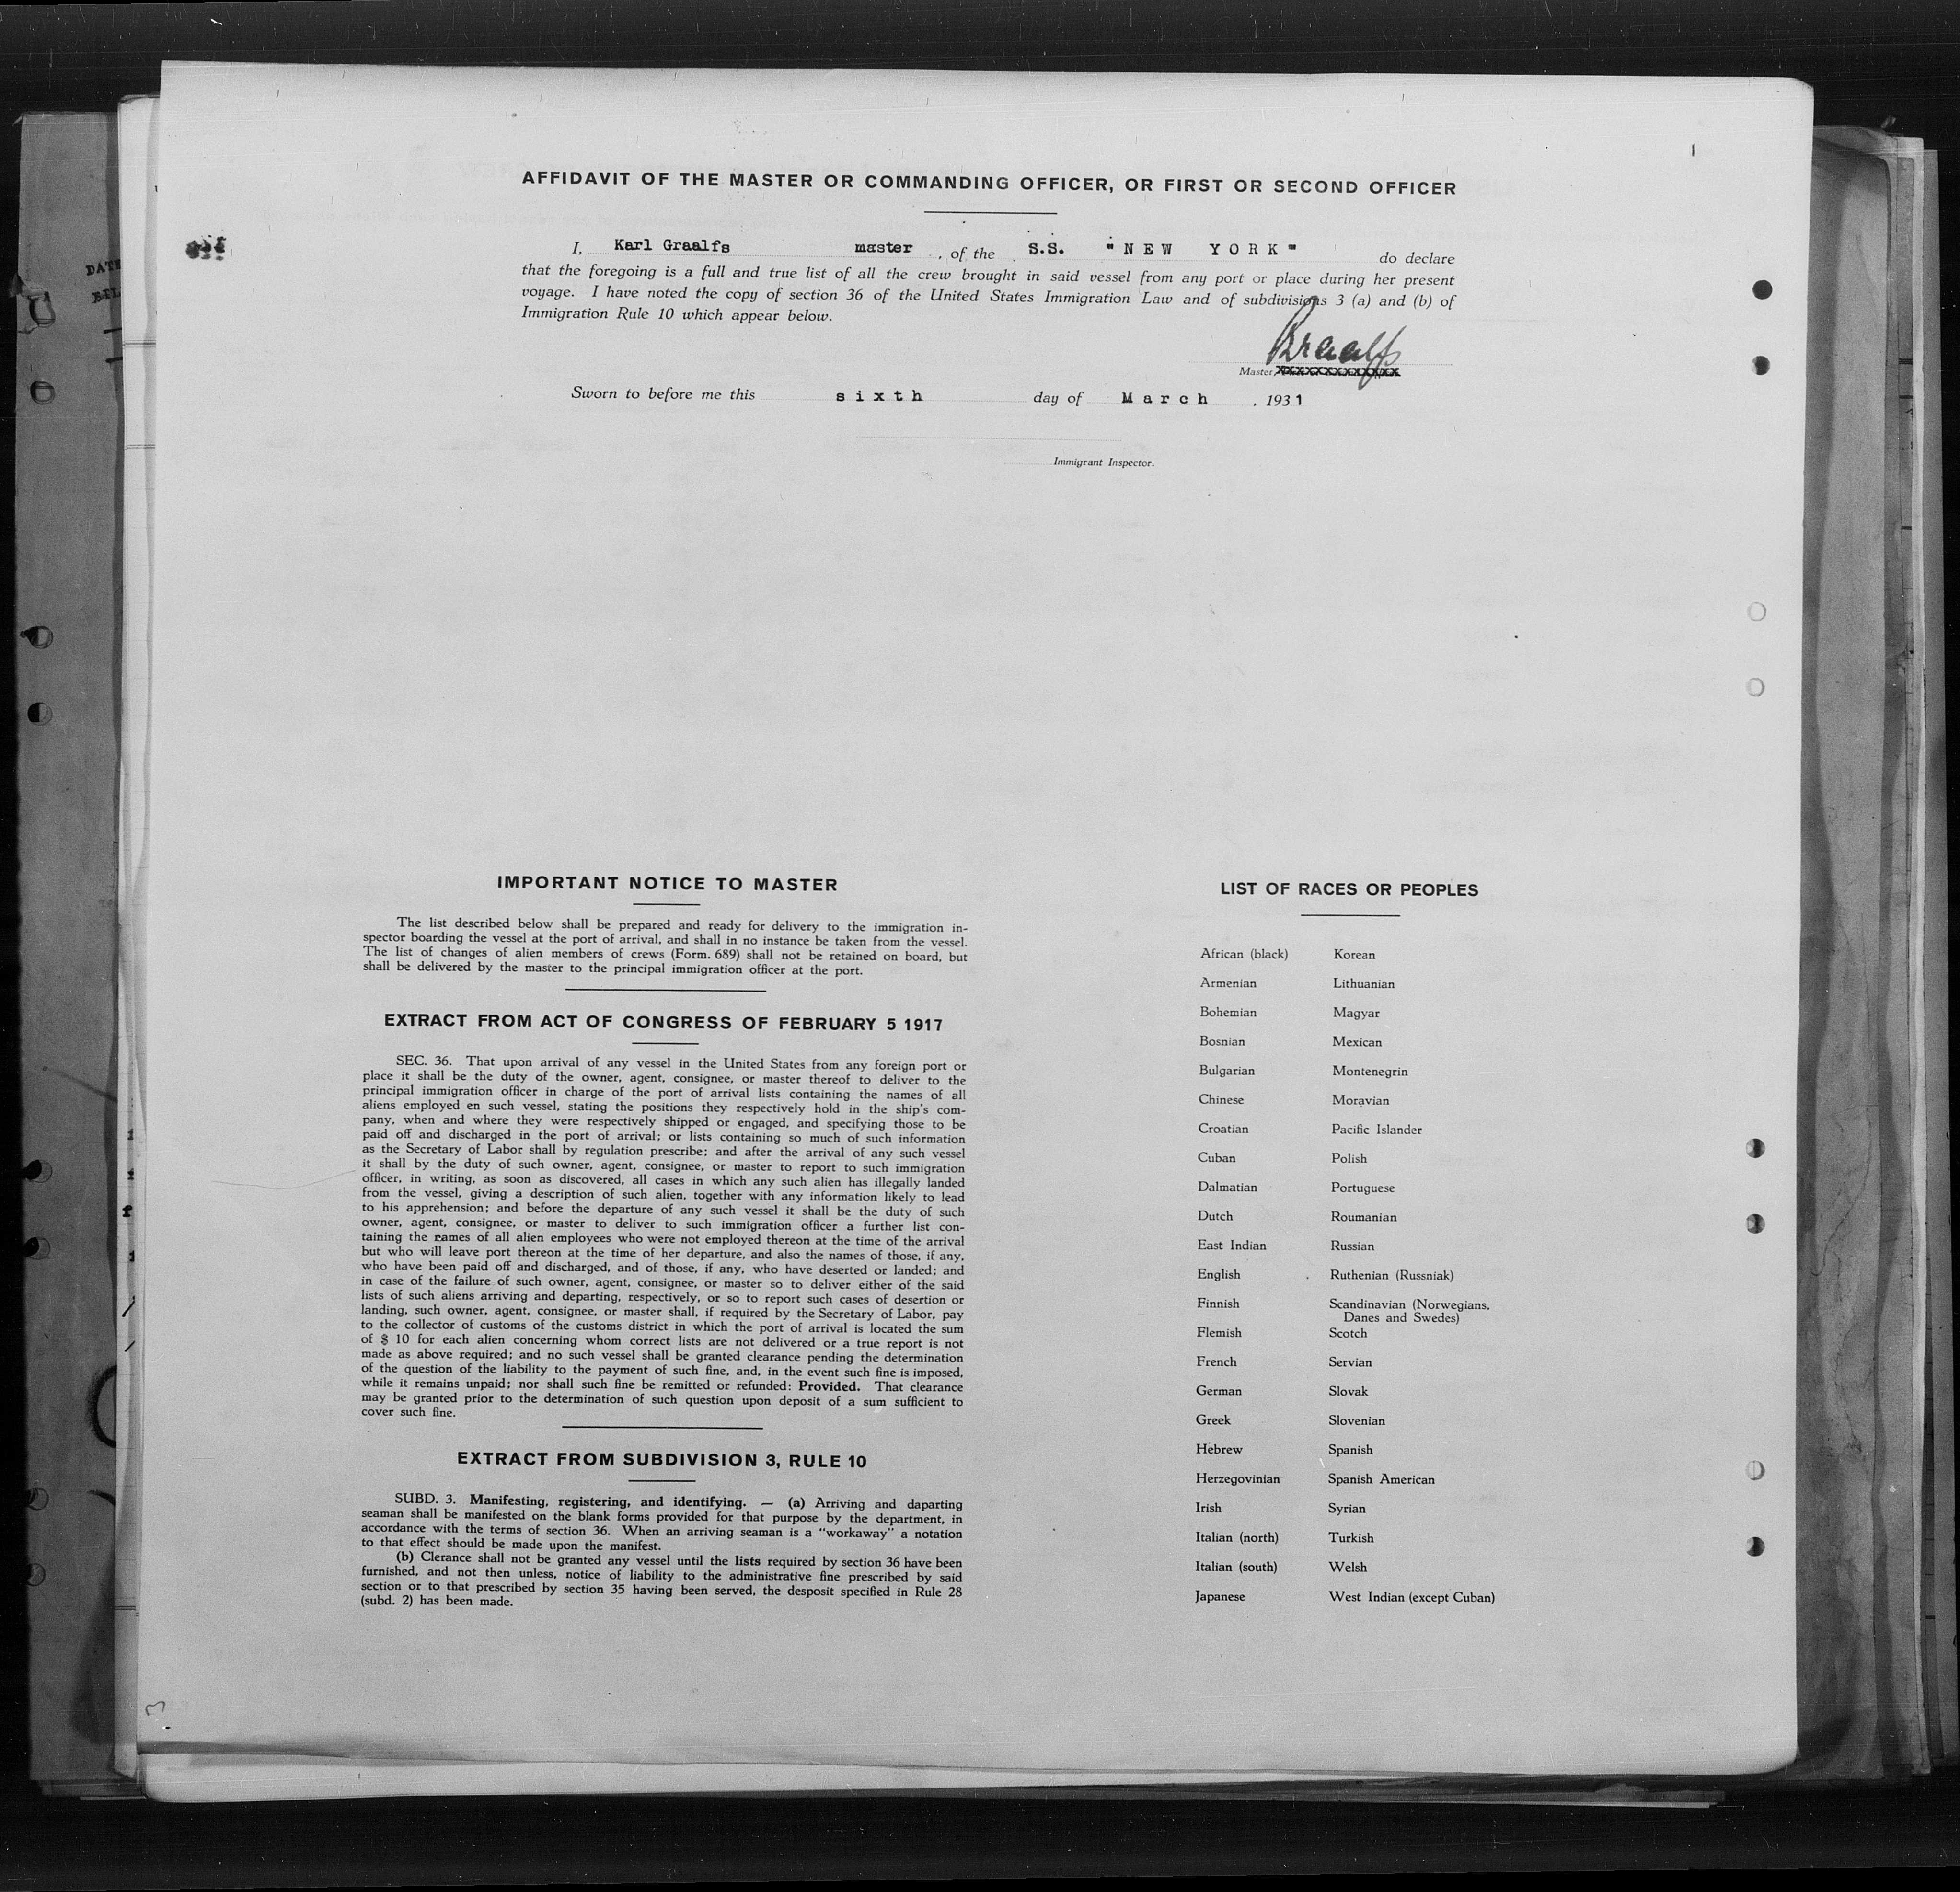 AFFIDAVIT OF THE MASTER OR COMMANDING OFFICER, OR FIRST OR SECOND OFFICER
I, Karl Graalfs master , of the S.S. "NEW YORK" do declare
that the foregoing is a full and true list of all the crew brought in said vessel from any port or place during her present
voyage. I have noted the copy of section 36 of the United States Immigration Law and of subdivisions 3 (a) and (b) of
Immigration Rule 10 which appear below.
Graalfs
Master, xxxxxxxxxxxxx
Sworn to before me this sixth day of March , 1931
Immigrant Inspector.
IMPORTANT NOTICE TO MASTER
The list described below shall be prepared and ready for delivery to the immigration in-
spector boarding the vessel at the port of arrival, and shall in no instance be taken from the vessel.
The list of changes of alien members of crews (Form. 689) shall not be retained on board, but
shall be delivered by the master to the principal immigration officer at the port.
EXTRACT FROM ACT OF CONGRESS OF FEBRUARY 5 1917
SEC. 36. That upon arrival of any vessel in the United States from any foreign port or
place it shall be the duty of the owner, agent, consignee, or master thereof to deliver to the
principal immigration officer in charge of the port of arrival lists containing the names of all
aliens employed en such vessel, stating the positions they respectively hold in the ship's com-
pany, when and where they were respectively shipped or engaged, and specifying those to be
paid off and discharged in the port of arrival; or lists containing so much of such information
as the Secretary of Labor shall by regulation prescribe; and after the arrival of any such vessel
it shall by the duty of such owner, agent, consignee, or master to report to such immigration
officer, in writing, as soon as discovered, all cases in which any such alien has illegally landed
from the vessel, giving a description of such alien, together with any information likely to lead
to his apprehension; and before the departure of any such vessel it shall be the duty of such
owner, agent, consignee, or master to deliver to such immigration officer a further list con-
taining the names of all alien employees who were not employed thereon at the time of the arrival
but who will leave port thereon at the time of her departure, and also the names of those, if any,
who have been paid off and discharged, and of those, if any, who have deserted or landed; and
in case of the failure of such owner, agent, consignee, or master so to deliver either of the said
lists of such aliens arriving and departing, respectively, or so to report such cases of desertion or
landing, such owner, agent, consignee, or master shall, if required by the Secretary of Labor, pay
to the collector of customs of the customs district in which the port of arrival is located the sum
of $ 10 for each alien concerning whom correct lists are not delivered or a true report is not
made as above required; and no such vessel shall be granted clearance pending the determination
of the question of the liability to the payment of such fine, and, in the event such fine is imposed,
while it remains unpaid; nor shall such fine be remitted or refunded: Provided. That clearance
may be granted prior to the determination of such question upon deposit of a sum sufficient to
cover such fine.
EXTRACT FROM SUBDIVISION 3, RULE 10
SUBD. 3. Manifesting, registering, and identifying. — (a) Arriving and daparting
seaman shall be manifested on the blank forms provided for that purpose by the department, in
accordance with the terms of section 36. When an arriving seaman is a "workaway" a notation
to that effect should be made upon the manifest.
(b) Clerance shall not be granted any vessel until the lists required by section 36 have been
furnished, and not then unless, notice of liability to the administrative fine prescribed by said
section or to that prescribed by section 35 having been served, the desposit specified in Rule 28
(subd. 2) has been made.
LIST OF RACES OR PEOPLES
African (black) Korean
Armenian Lithuanian
Bohemian Magyar
Bosnian Mexican
Bulgarian Montenegrin
Chinese Moravian
Croatian Pacific Islander
Cuban Polish
Dalmatian Portuguese
Dutch Roumanian
East Indian Russian
English Ruthenian (Russniak)
Finnish Scandinavian (Norwegians,
Danes and Swedes)
Flemish Scotch
French Servian
German Slovak
Greek Slovenian
Hebrew Spanish
Herzegovinian Spanish American
Irish Syrian
Italian (north) Turkish
Italian (south) Welsh
Japanese West Indian (except Cuban)
3